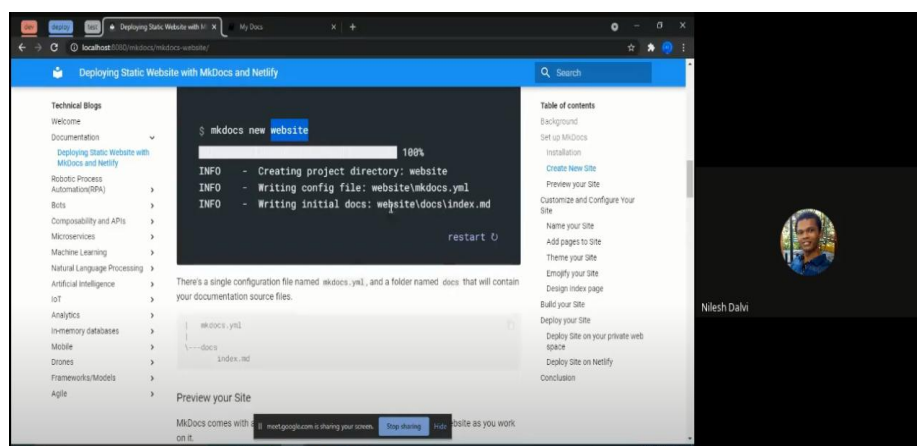 dev
deploy
test
Deploying Static Website with M
My Docs
localhost:8080/mkdocs/mkdocs-website/
Deploying Static Website with MkDocs and Netlify
Search
Technical Blogs
Welcome
Documentation
Deploying Static Website with
MkDocs and Netlify
Robotic Process
Automation(RPA)
Bots
Composability and APIs
Microservices
Machine Learning
Natural Language Processing
Artificial Intelligence
IoT
Analytics
In-memory databases
Mobile
Drones
Frameworks/Models
Agile
$ mkdocs new website
100%
INFO - Creating project directory: website
INFO - Writing config file: website\mkdocs.yml
INFO - Writing initial docs: website\docs\index.md
restart ↻
There's a single configuration file named mkdocs.yml, and a folder named docs that will contain
your documentation source files.
| mkdocs.yml
|
\---docs
index.md
Preview your Site
MkDocs comes with a
ebsite as you work
on it.
meet.google.com is sharing your screen.
Stop sharing
Hide
Table of contents
Background
Set up MkDocs
Installation
Create New Site
Preview your Site
Customize and Configure Your
Site
Name your Site
Add pages to Site
Theme your Site
Emojify your Site
Design Index page
Build your Site
Deploy your Site
Deploy Site on your private web
space
Deploy Site on Netlify
Conclusion
Nilesh Dalvi